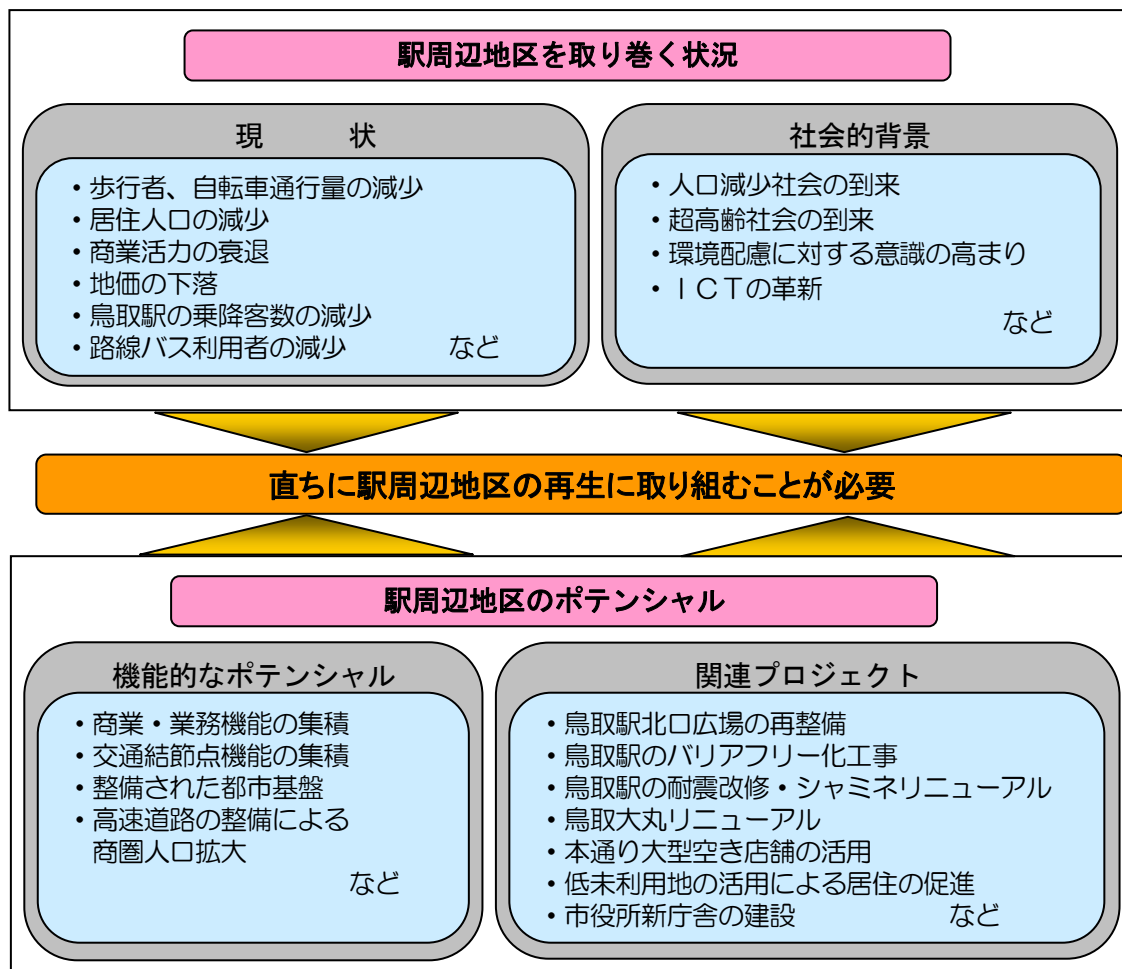 駅周辺地区を取り巻く状況
現　　　状
・歩行者、自転車通行量の減少
・居住人口の減少
・商業活力の衰退
・地価の下落
・鳥取駅の乗降客数の減少
・路線バス利用者の減少　　　など
社会的背景
・人口減少社会の到来
・超高齢社会の到来
・環境配慮に対する意識の高まり
・ＩＣＴの革新
など
直ちに駅周辺地区の再生に取り組むことが必要
駅周辺地区のポテンシャル
機能的なポテンシャル
・商業・業務機能の集積
・交通結節点機能の集積
・整備された都市基盤
・高速道路の整備による
商圏人口拡大
など
関連プロジェクト
・鳥取駅北口広場の再整備
・鳥取駅のバリアフリー化工事
・鳥取駅の耐震改修・シャミネリニューアル
・鳥取大丸リニューアル
・本通り大型空き店舗の活用
・低未利用地の活用による居住の促進
・市役所新庁舎の建設　　　　など